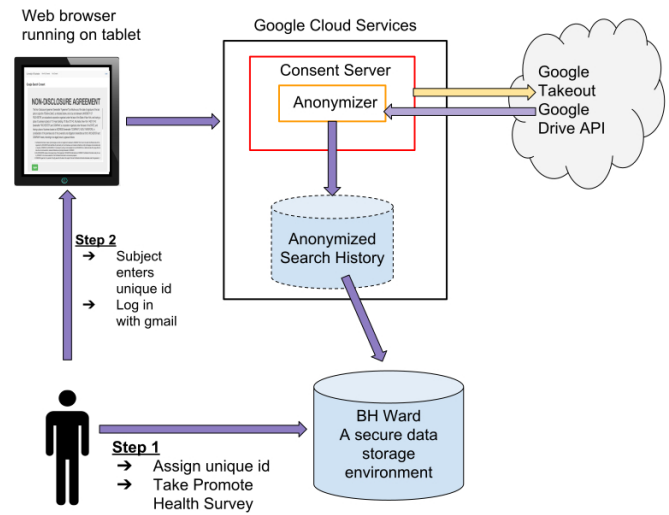 Web browser
running on tablet
Google Cloud Services
Consent Server
Anonymizer
Google
Takeout
Google
Drive API
NON-DISCLOSURE AGREEMENT
Anonymized
Search History
Step 2
➔ Subject
enters
unique id
➔ Log in
with gmail
BH Ward
A secure data
storage
environment
Step 1
➔ Assign unique id
➔ Take Promote
Health Survey